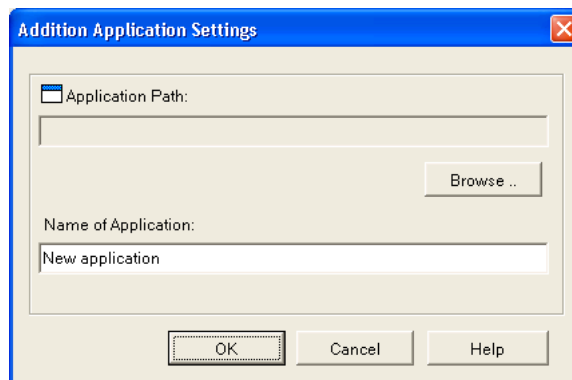 Addition Application Settings
Application Path:
Browse ..
Name of Application:
New application
OK Cancel Help